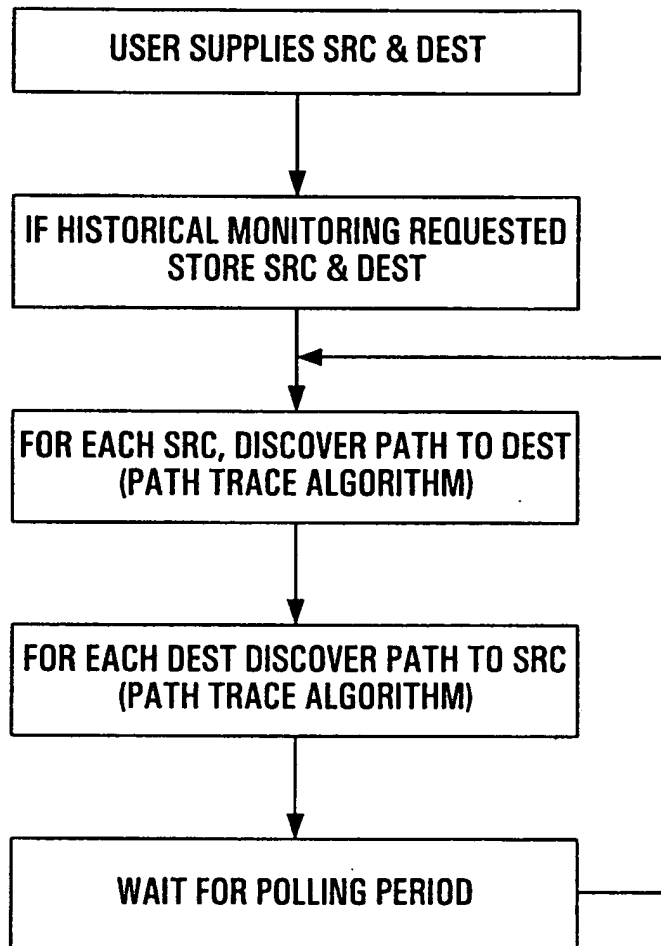 USER SUPPLIES SRC & DEST
IF HISTORICAL MONITORING REQUESTED
STORE SRC & DEST
FOR EACH SRC, DISCOVER PATH TO DEST
(PATH TRACE ALGORITHM)
FOR EACH DEST DISCOVER PATH TO SRC
(PATH TRACE ALGORITHM)
WAIT FOR POLLING PERIOD